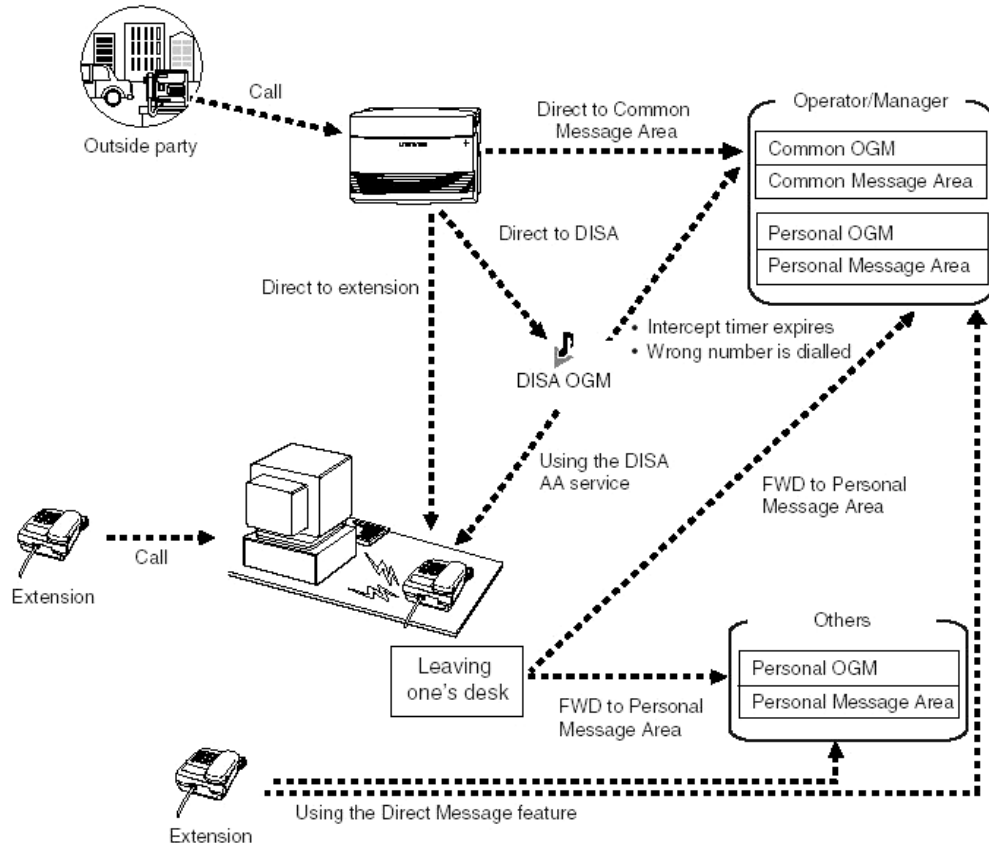 Call
Outside party
Direct to Common
Message Area
Operator/Manager
Common OGM
Common Message Area
Personal OGM
Personal Message Area
Direct to DISA
Direct to extension
• Intercept timer expires
• Wrong number is dialled
DISA OGM
Using the DISA
AA service
FWD to Personal
Message Area
Call
Extension
Leaving
one's desk
FWD to Personal
Message Area
Others
Personal OGM
Personal Message Area
Using the Direct Message feature
Extension